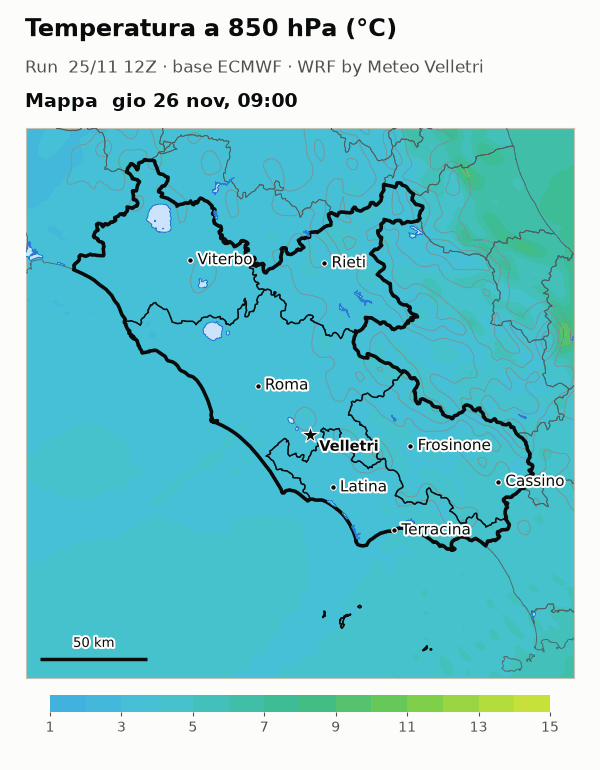 Temperatura a 850 hPa (°C)
Run  25/11 12Z · base ECMWF · WRF by Meteo Velletri
Mappa  gio 26 nov, 09:00
Viterbo
Rieti
Roma
Velletri
Frosinone
Cassino
Latina
Terracina
50 km
1 3 5 7 9 11 13 15